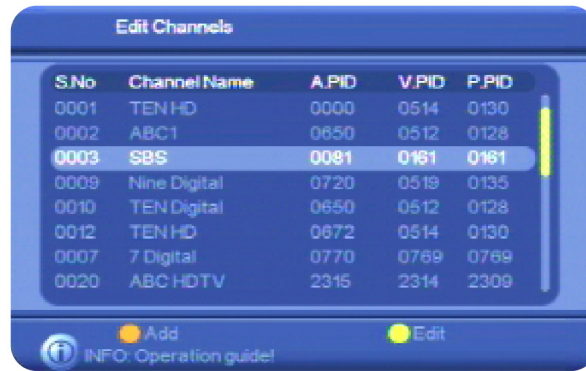 Edit Channels
S.No Channel Name A.PID V.PID P.PID
0001 TEN HD 0000 0514 0130
0002 ABC1 0650 0512 0128
0003 SBS 0081 0161 0161
0009 Nine Digital 0720 0519 0135
0010 TEN Digital 0650 0512 0128
0012 TEN HD 0672 0514 0130
0007 7 Digital 0770 0769 0769
0020 ABC HDTV 2315 2314 2309
Add Edit
INFO: Operation guide!